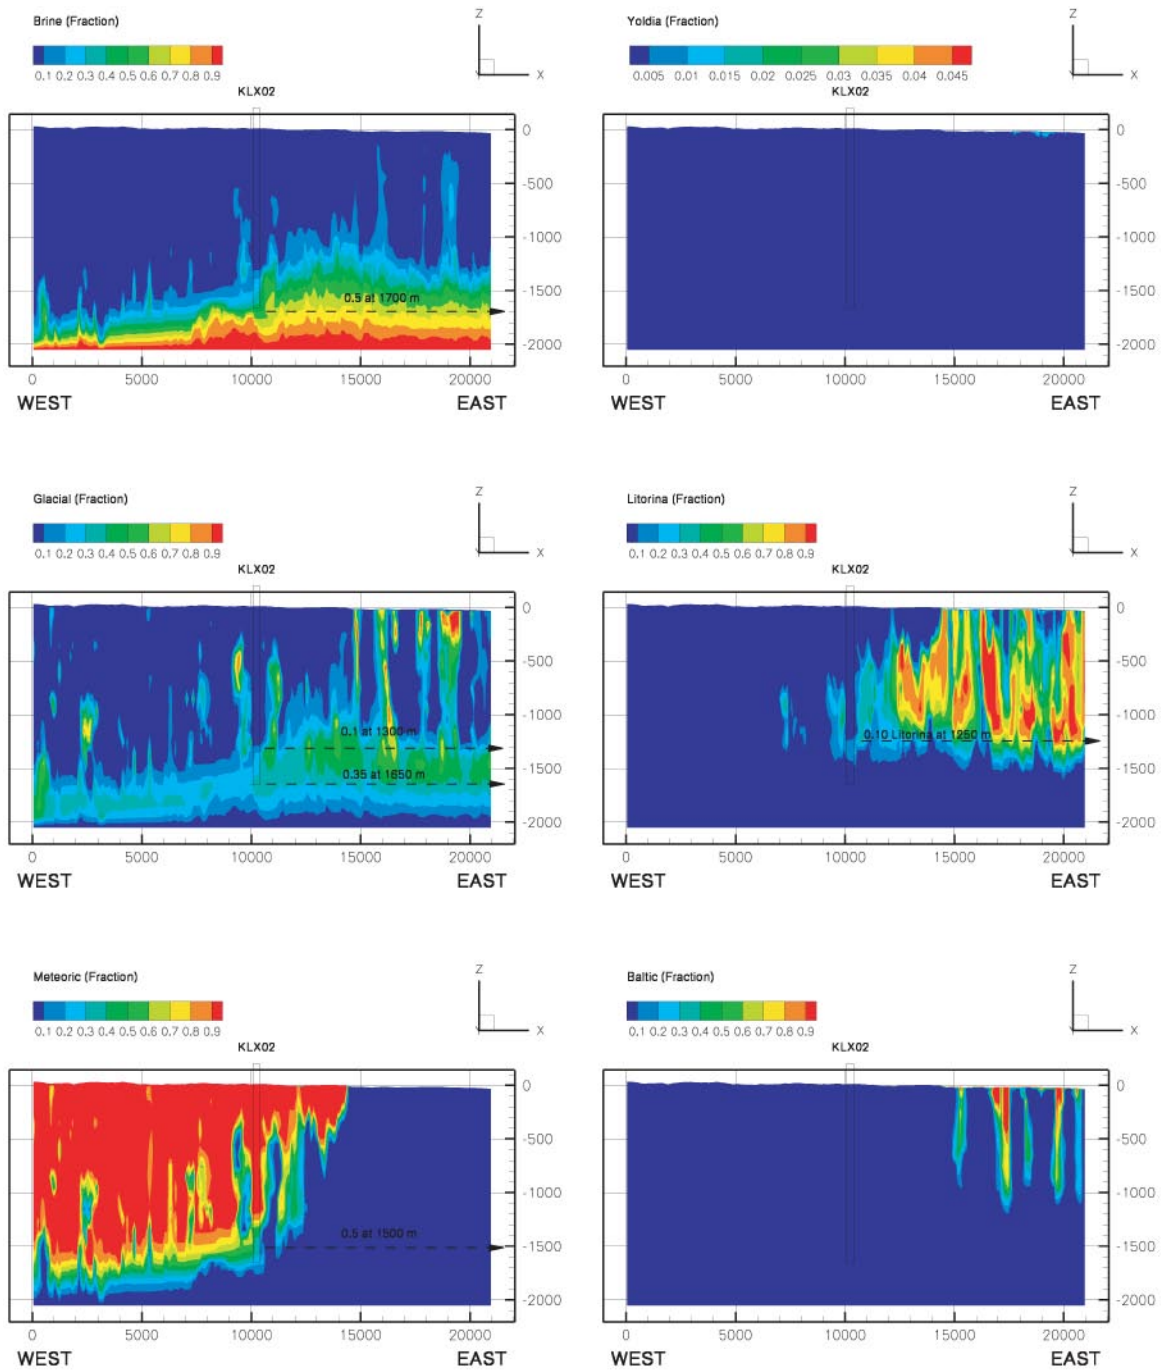 Brine (Fraction)
0.1 0.2 0.3 0.4 0.5 0.6 0.7 0.8 0.9
Z
X
KLX02
0
-500
-1000
-1500
-2000
0.5 at 1700 m
0 5000 10000 15000 20000
WEST EAST
Yoldia (Fraction)
0.005 0.01 0.015 0.02 0.025 0.03 0.035 0.04 0.045
Z
X
KLX02
0
-500
-1000
-1500
-2000
0 5000 10000 15000 20000
WEST EAST
Glacial (Fraction)
0.1 0.2 0.3 0.4 0.5 0.6 0.7 0.8 0.9
Z
X
KLX02
0
-500
-1000
-1500
-2000
0.1 at 1300 m
0.35 at 1650 m
0 5000 10000 15000 20000
WEST EAST
Litorina (Fraction)
0.1 0.2 0.3 0.4 0.5 0.6 0.7 0.8 0.9
Z
X
KLX02
0
-500
-1000
-1500
-2000
0.10 Litorina at 1250 m
0 5000 10000 15000 20000
WEST EAST
Meteoric (Fraction)
0.1 0.2 0.3 0.4 0.5 0.6 0.7 0.8 0.9
Z
X
KLX02
0
-500
-1000
-1500
-2000
0.5 at 1500 m
0 5000 10000 15000 20000
WEST EAST
Baltic (Fraction)
0.1 0.2 0.3 0.4 0.5 0.6 0.7 0.8 0.9
Z
X
KLX02
0
-500
-1000
-1500
-2000
0 5000 10000 15000 20000
WEST EAST